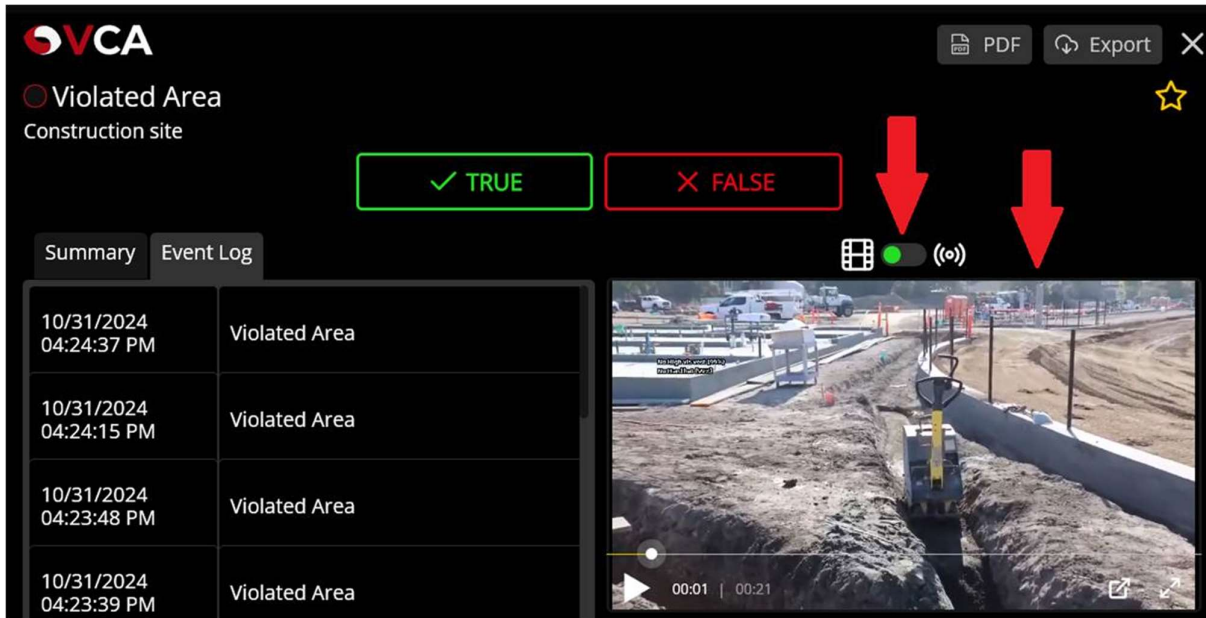 VCA
PDF
Export
Violated Area
Construction site
TRUE
FALSE
Summary
Event Log
10/31/2024
04:24:37 PM
Violated Area
10/31/2024
04:24:15 PM
Violated Area
10/31/2024
04:23:48 PM
Violated Area
10/31/2024
04:23:39 PM
Violated Area
00:01 | 00:21